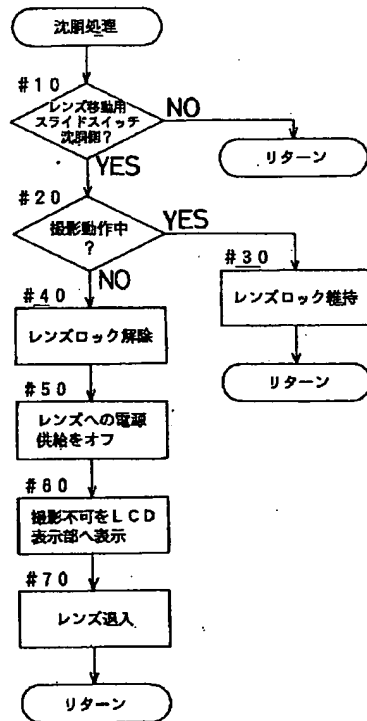 沈胴処理
#10
レンズ移動用
スライドスイッチ
沈胴側?
NO
リターン
YES
#20
撮影動作中
?
YES
#30
レンズロック維持
リターン
NO
#40
レンズロック解除
#50
レンズへの電源
供給をオフ
#60
撮影不可をLCD
表示部へ表示
#70
レンズ退入
リターン